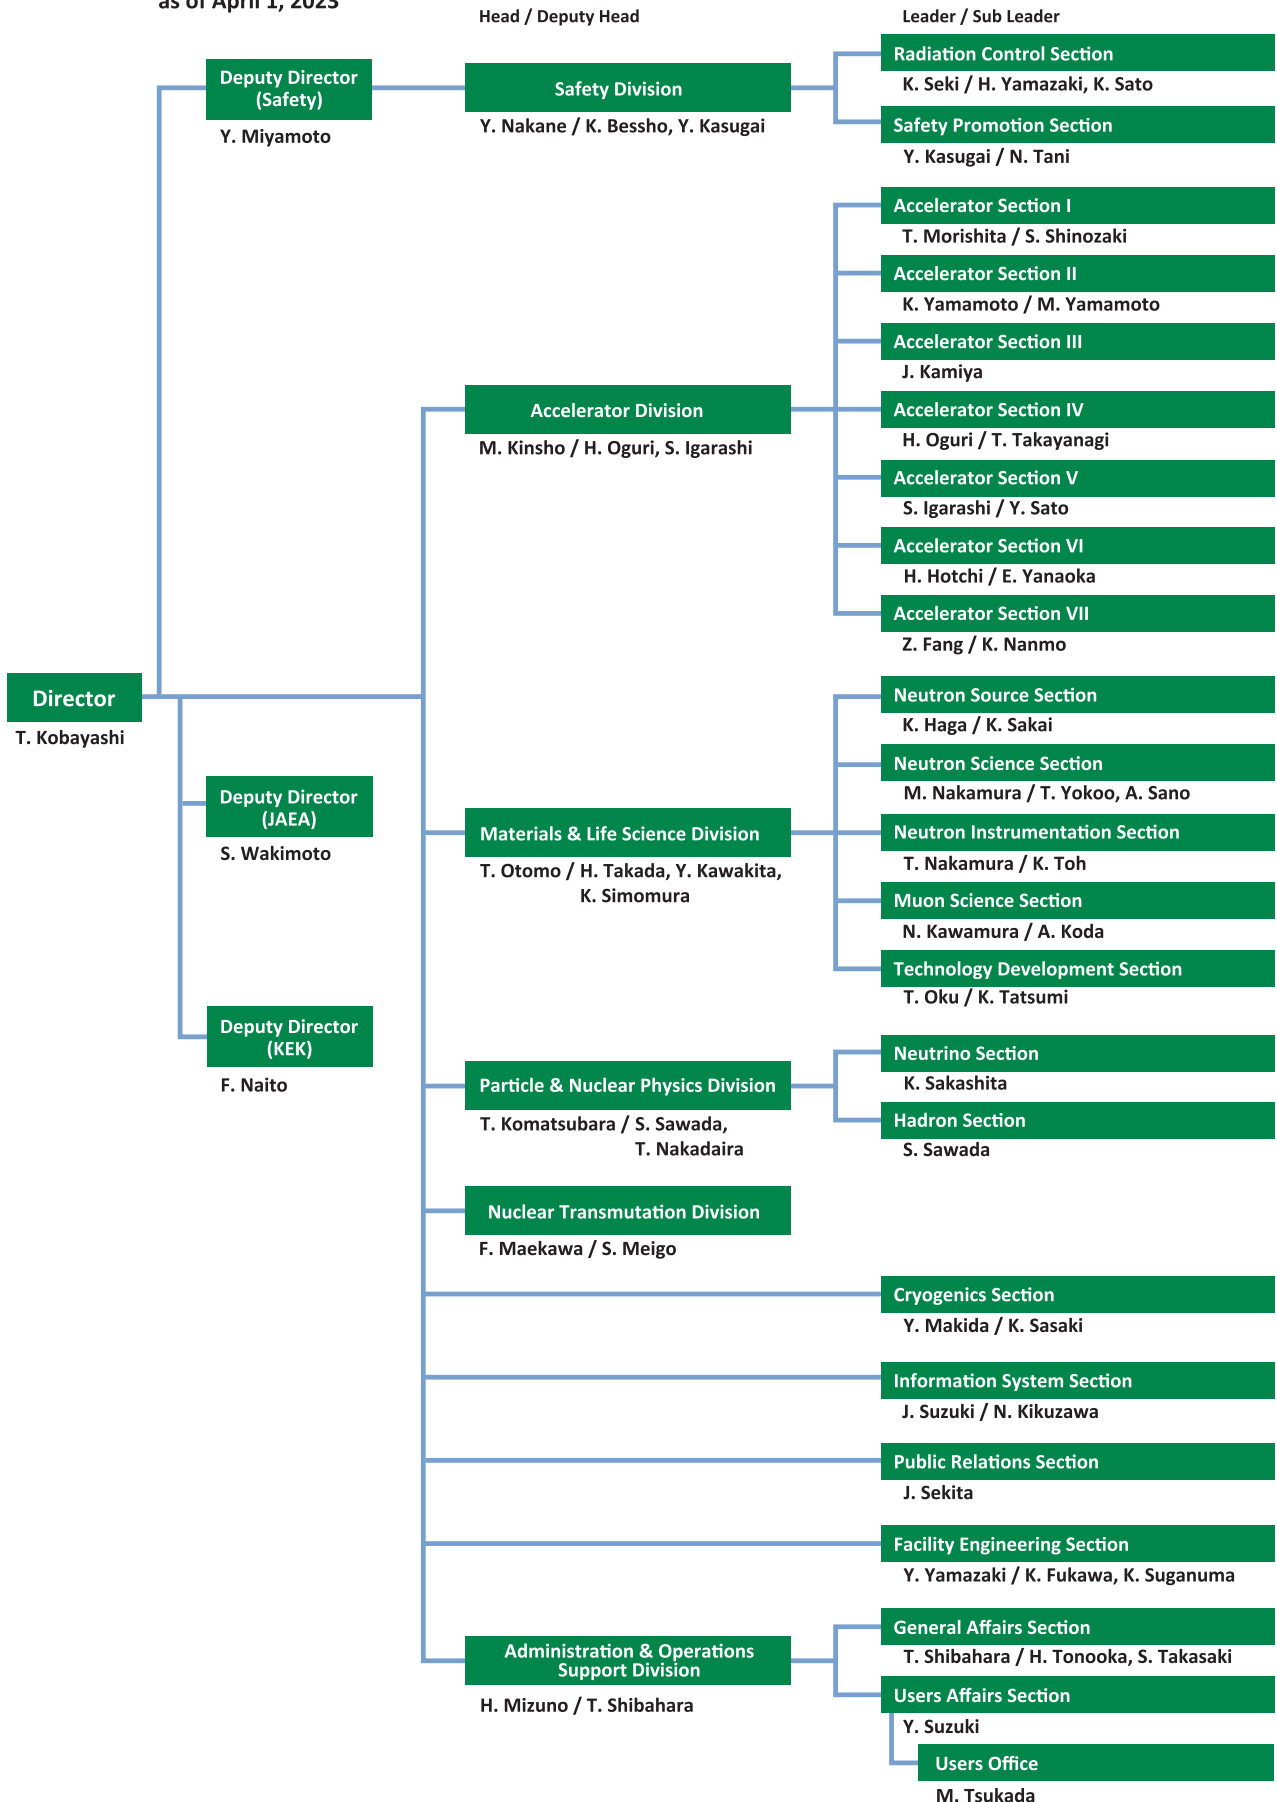 as of April 1, 2023
Head / Deputy Head
Leader / Sub Leader
Deputy Director
(Safety)
Y. Miyamoto
Safety Division
Y. Nakane / K. Bessho, Y. Kasugai
Radiation Control Section
K. Seki / H. Yamazaki, K. Sato
Safety Promotion Section
Y. Kasugai / N. Tani
Accelerator Division
M. Kinsho / H. Oguri, S. Igarashi
Accelerator Section I
T. Morishita / S. Shinozaki
Accelerator Section II
K. Yamamoto / M. Yamamoto
Accelerator Section III
J. Kamiya
Accelerator Section IV
H. Oguri / T. Takayanagi
Accelerator Section V
S. Igarashi / Y. Sato
Accelerator Section VI
H. Hotchi / E. Yanaoka
Accelerator Section VII
Z. Fang / K. Nanmo
Director
T. Kobayashi
Deputy Director
(JAEA)
S. Wakimoto
Deputy Director
(KEK)
F. Naito
Materials & Life Science Division
T. Otomo / H. Takada, Y. Kawakita,
K. Simomura
Neutron Source Section
K. Haga / K. Sakai
Neutron Science Section
M. Nakamura / T. Yokoo, A. Sano
Neutron Instrumentation Section
T. Nakamura / K. Toh
Muon Science Section
N. Kawamura / A. Koda
Technology Development Section
T. Oku / K. Tatsumi
Particle & Nuclear Physics Division
T. Komatsubara / S. Sawada,
T. Nakadaira
Neutrino Section
K. Sakashita
Hadron Section
S. Sawada
Nuclear Transmutation Division
F. Maekawa / S. Meigo
Cryogenics Section
Y. Makida / K. Sasaki
Information System Section
J. Suzuki / N. Kikuzawa
Public Relations Section
J. Sekita
Facility Engineering Section
Y. Yamazaki / K. Fukawa, K. Suganuma
Administration & Operations
Support Division
H. Mizuno / T. Shibahara
General Affairs Section
T. Shibahara / H. Tonooka, S. Takasaki
Users Affairs Section
Y. Suzuki
Users Office
M. Tsukada